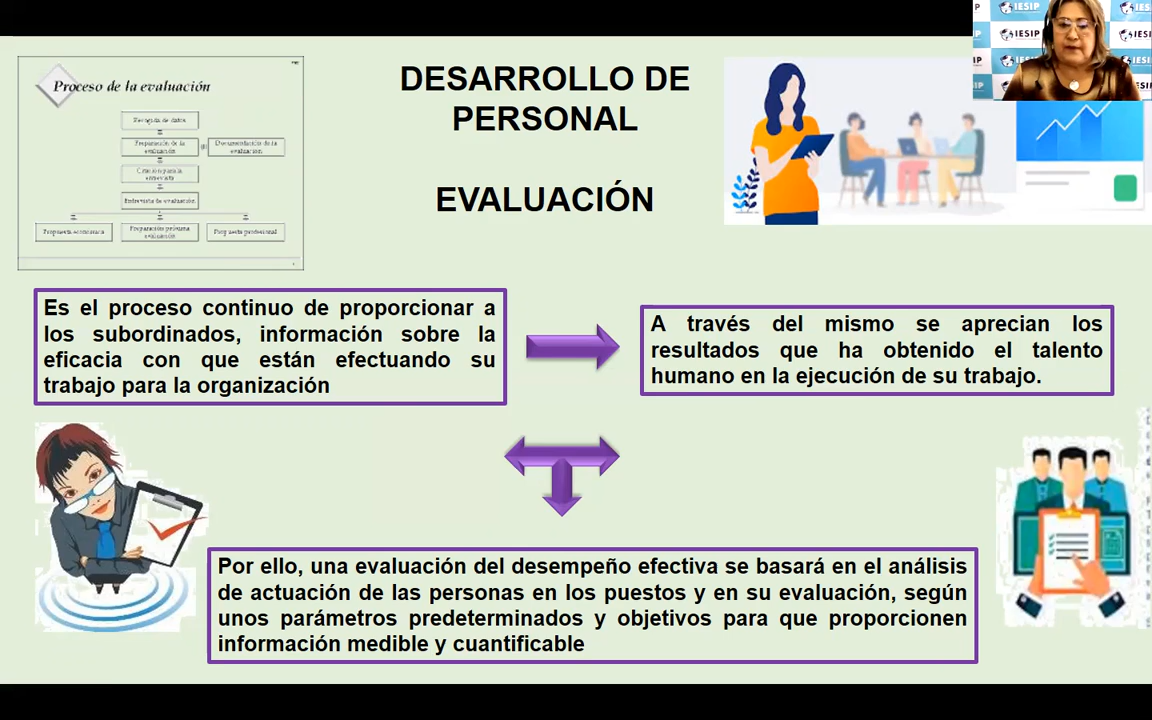 Proceso de la evaluación
Recogida de datos
Preparación de la
evaluación
Documentación de la
evaluación
Citación para la
entrevista
Entrevista de evaluación
Propuesta económica
Preparación próxima
evaluación
Propuesta profesional
DESARROLLO DE
PERSONAL
EVALUACIÓN
IESIP
IESIP
IESIP
IESIP
Es el proceso continuo de proporcionar a
los subordinados, información sobre la
eficacia con que están efectuando su
trabajo para la organización
A través del mismo se aprecian los
resultados que ha obtenido el talento
humano en la ejecución de su trabajo.
Por ello, una evaluación del desempeño efectiva se basará en el análisis
de actuación de las personas en los puestos y en su evaluación, según
unos parámetros predeterminados y objetivos para que proporcionen
información medible y cuantificable